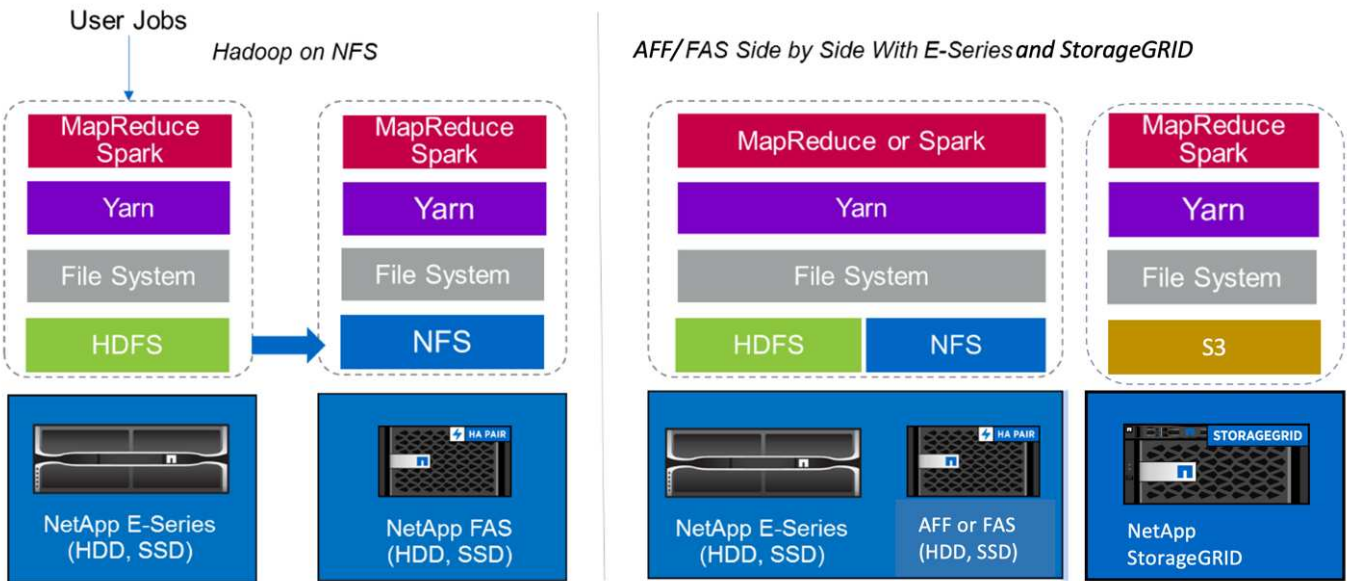 User Jobs
Hadoop on NFS
MapReduce
Spark
Yarn
File System
HDFS
NetApp E-Series
(HDD, SSD)
MapReduce
Spark
Yarn
File System
NFS
HA PAIR
NetApp FAS
(HDD, SSD)
AFF/FAS Side by Side With E-Series and StorageGRID
MapReduce or Spark
Yarn
File System
HDFS
NFS
NetApp E-Series
(HDD, SSD)
HA PAIR
AFF or FAS
(HDD, SSD)
MapReduce
Spark
Yarn
File System
S3
STORAGEGRID
NetApp
StorageGRID